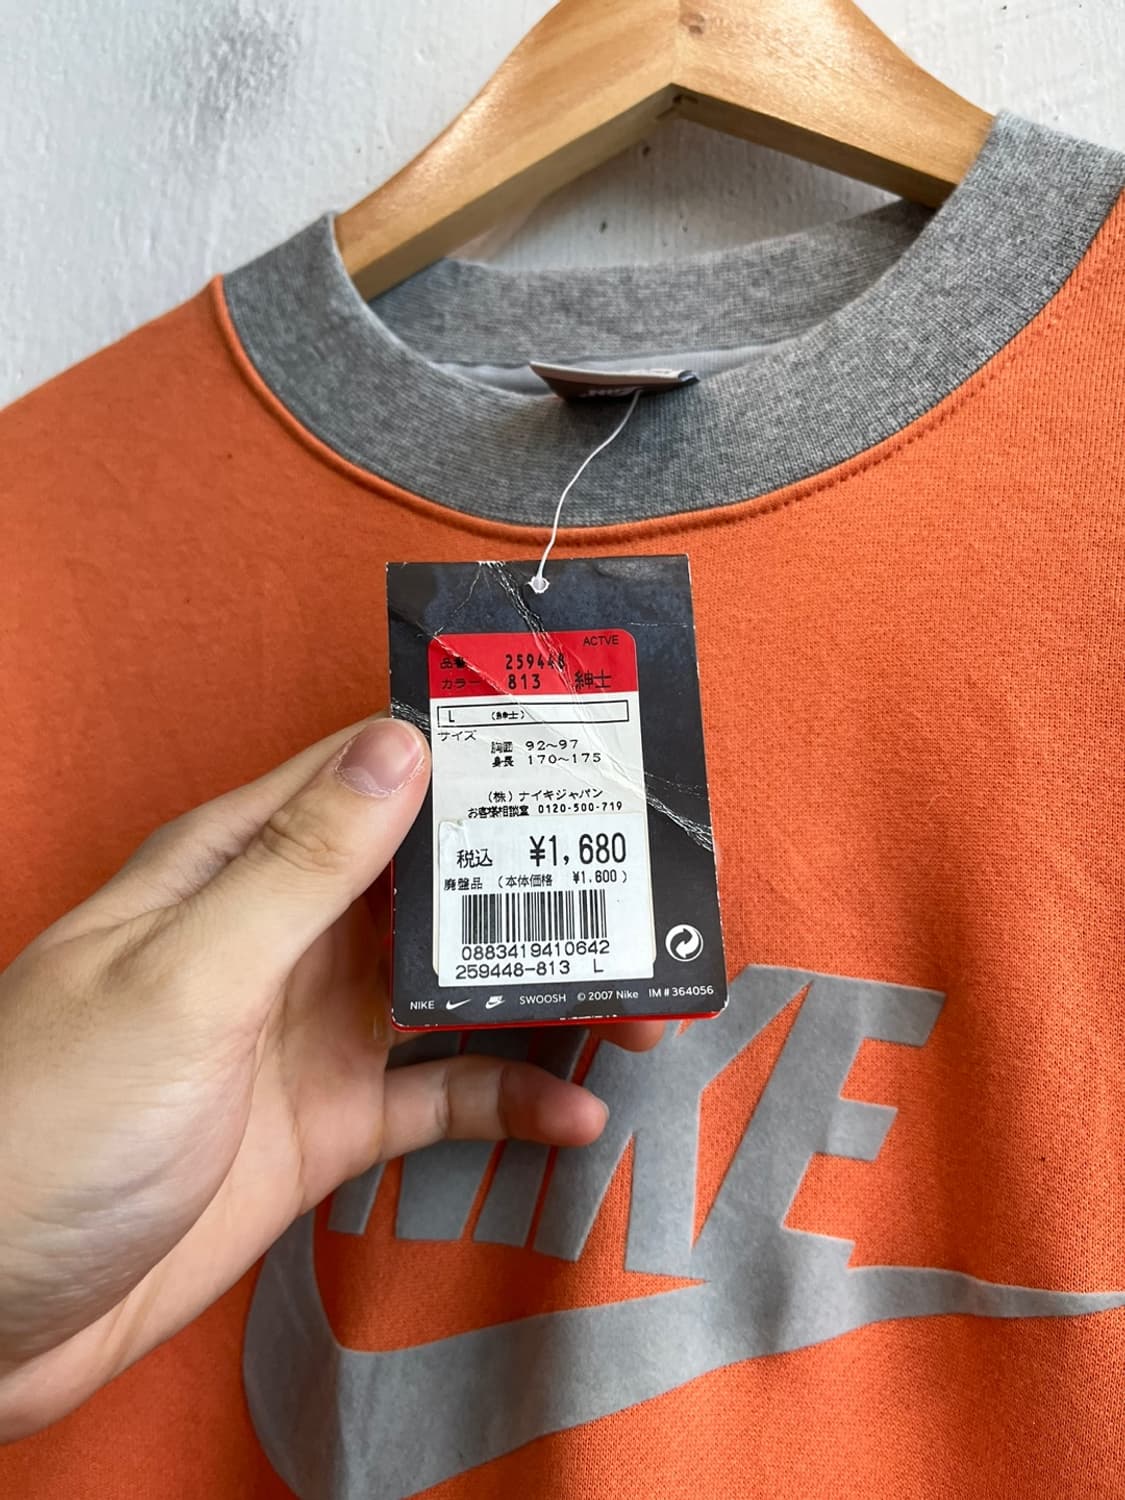 ACTVE
品番 259448
カラー 813 紳士
L (紳士)
サイズ
胸囲 92~97
身長 170~175
(株) ナイキジャパン
お客様相談室 0120-500-719
税込 ¥1,680
廃盤品 (本体価格 ¥1,600)
0883419410642
259448-813 L
NIKE SWOOSH © 2007 Nike IM # 364056
NIKE